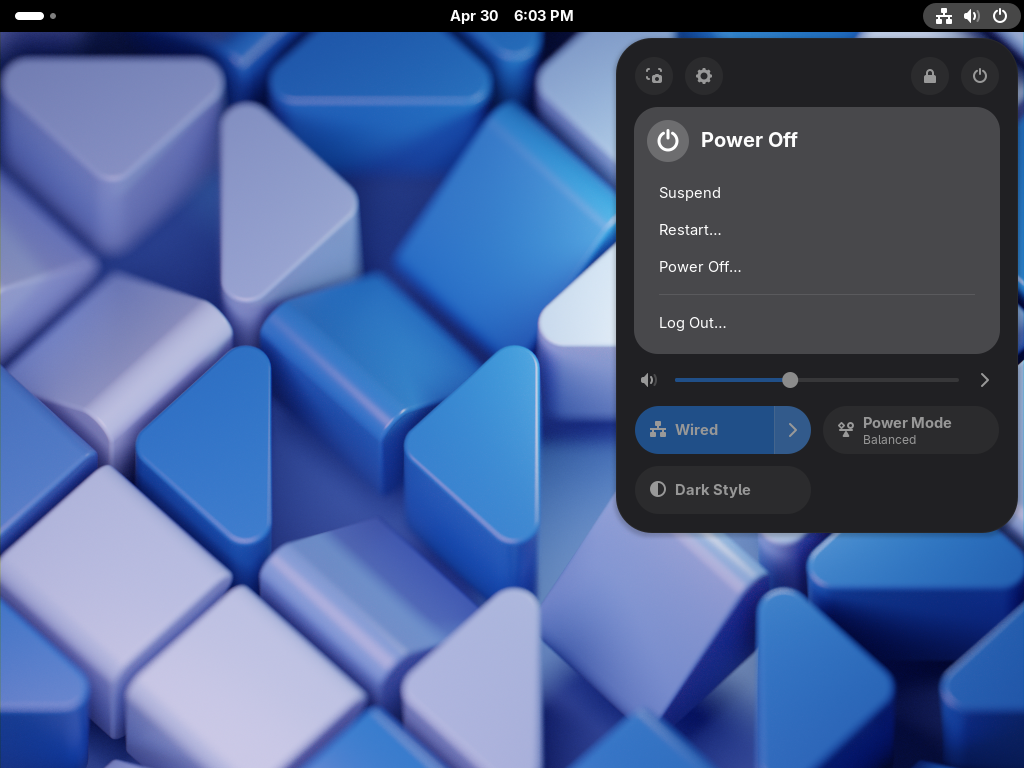 Apr 30 6:03 PM
Power Off
Suspend
Restart...
Power Off...
Log Out...
Wired
Power Mode
Balanced
Dark Style